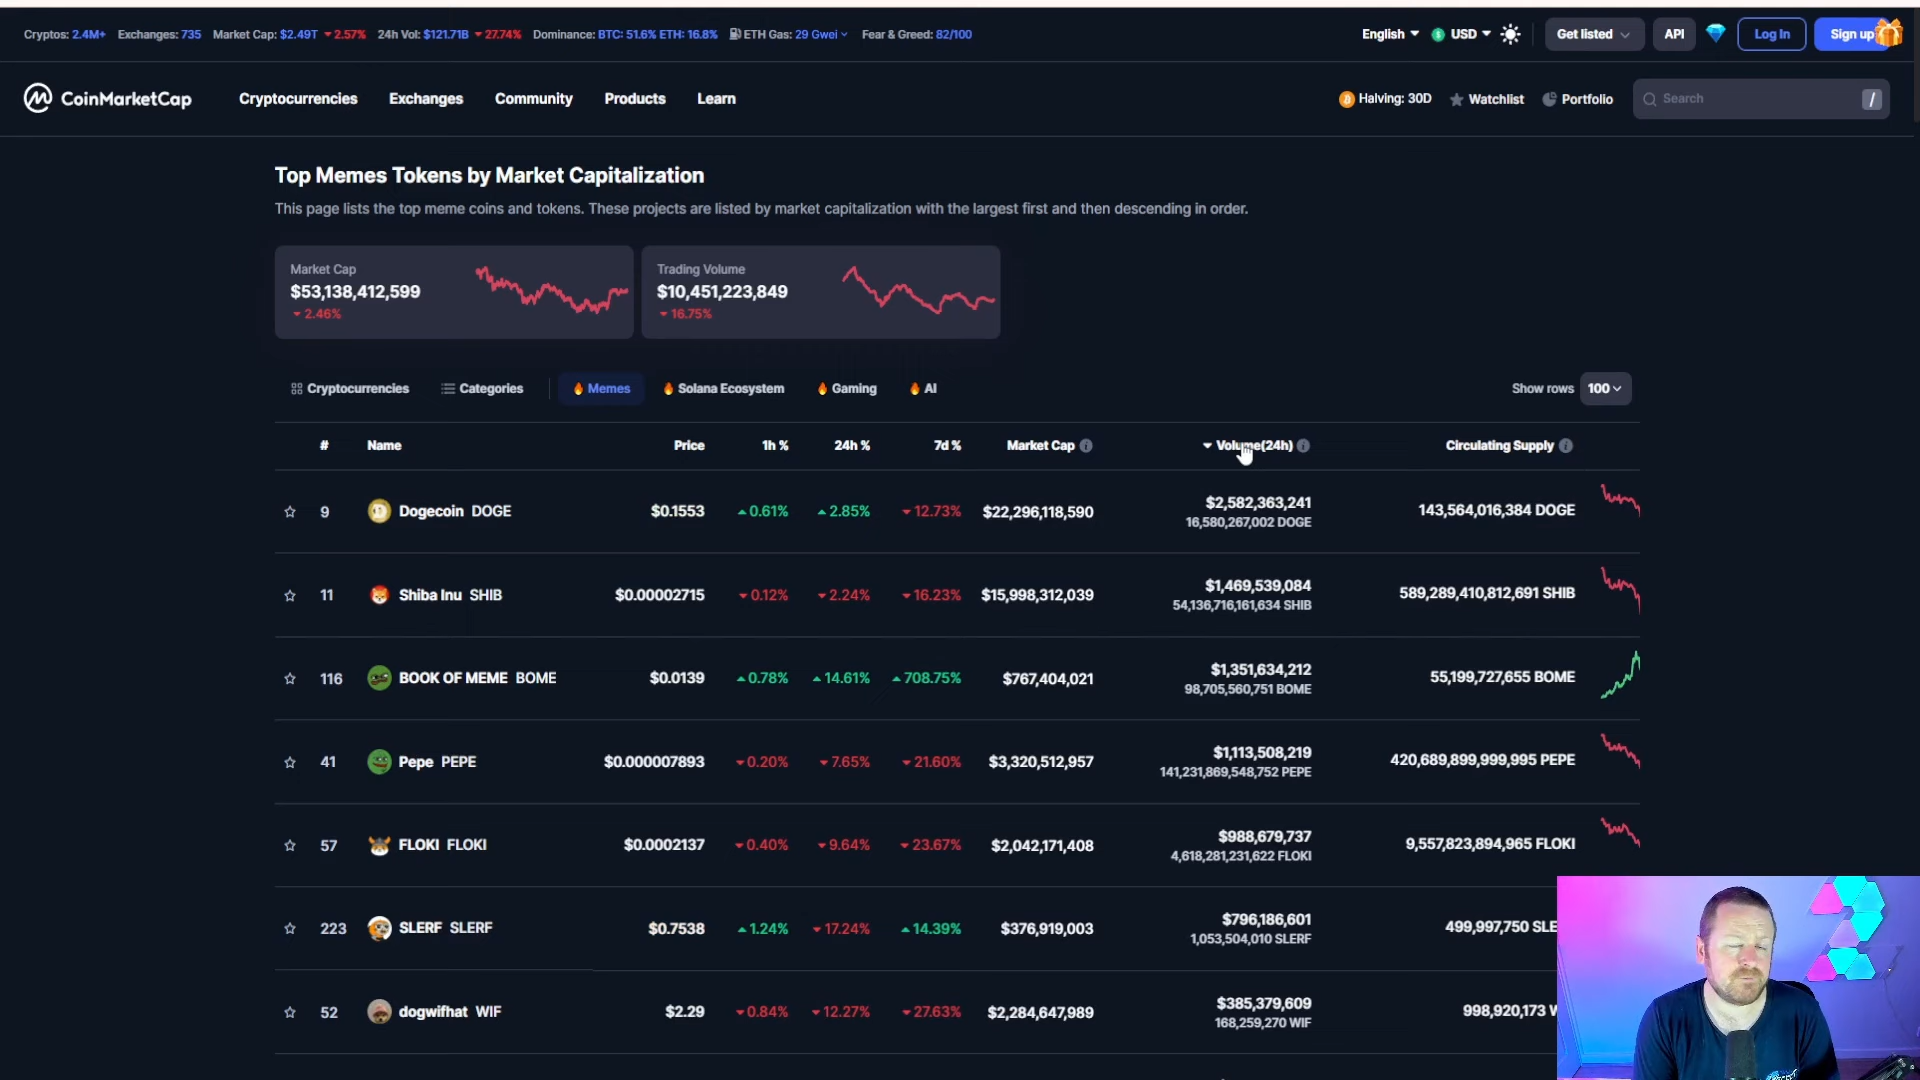 Cryptos: 2.4M+ Exchanges: 735 Market Cap: $2.49T 2.57% 24h Vol: $121.71B 27.74% Dominance: BTC: 51.6% ETH: 16.8% ETH Gas: 29 Gwei Fear & Greed: 82/100 English USD Get listed API Log In Sign up
CoinMarketCap Cryptocurrencies Exchanges Community Products Learn Halving: 30D Watchlist Portfolio Search /
Top Memes Tokens by Market Capitalization
This page lists the top meme coins and tokens. These projects are listed by market capitalization with the largest first and then descending in order.
Market Cap Trading Volume
$53,138,412,599 $10,451,223,849
2.46% 16.75%
Cryptocurrencies Categories Memes Solana Ecosystem Gaming AI Show rows 100
# Name Price 1h % 24h % 7d % Market Cap Volume(24h) Circulating Supply
9 Dogecoin DOGE $0.1553 0.61% 2.85% 12.73% $22,296,118,590 $2,582,363,241 143,564,016,384 DOGE
16,580,267,002 DOGE
11 Shiba Inu SHIB $0.00002715 0.12% 2.24% 16.23% $15,998,312,039 $1,469,539,084 589,289,410,812,691 SHIB
54,136,716,161,634 SHIB
116 BOOK OF MEME BOME $0.0139 0.78% 14.61% 708.75% $767,404,021 $1,351,634,212 55,199,727,655 BOME
98,705,560,751 BOME
41 Pepe PEPE $0.000007893 0.20% 7.65% 21.60% $3,320,512,957 $1,113,508,219 420,689,899,999,995 PEPE
141,231,869,548,752 PEPE
57 FLOKI FLOKI $0.0002137 0.40% 9.64% 23.67% $2,042,171,408 $988,679,737 9,557,823,894,965 FLOKI
4,618,281,231,622 FLOKI
223 SLERF SLERF $0.7538 1.24% 17.24% 14.39% $376,919,003 $796,186,601 499,997,750 SLE
1,053,504,010 SLERF
52 dogwifhat WIF $2.29 0.84% 12.27% 27.63% $2,284,647,989 $385,379,609 998,920,173 W
168,259,270 WIF